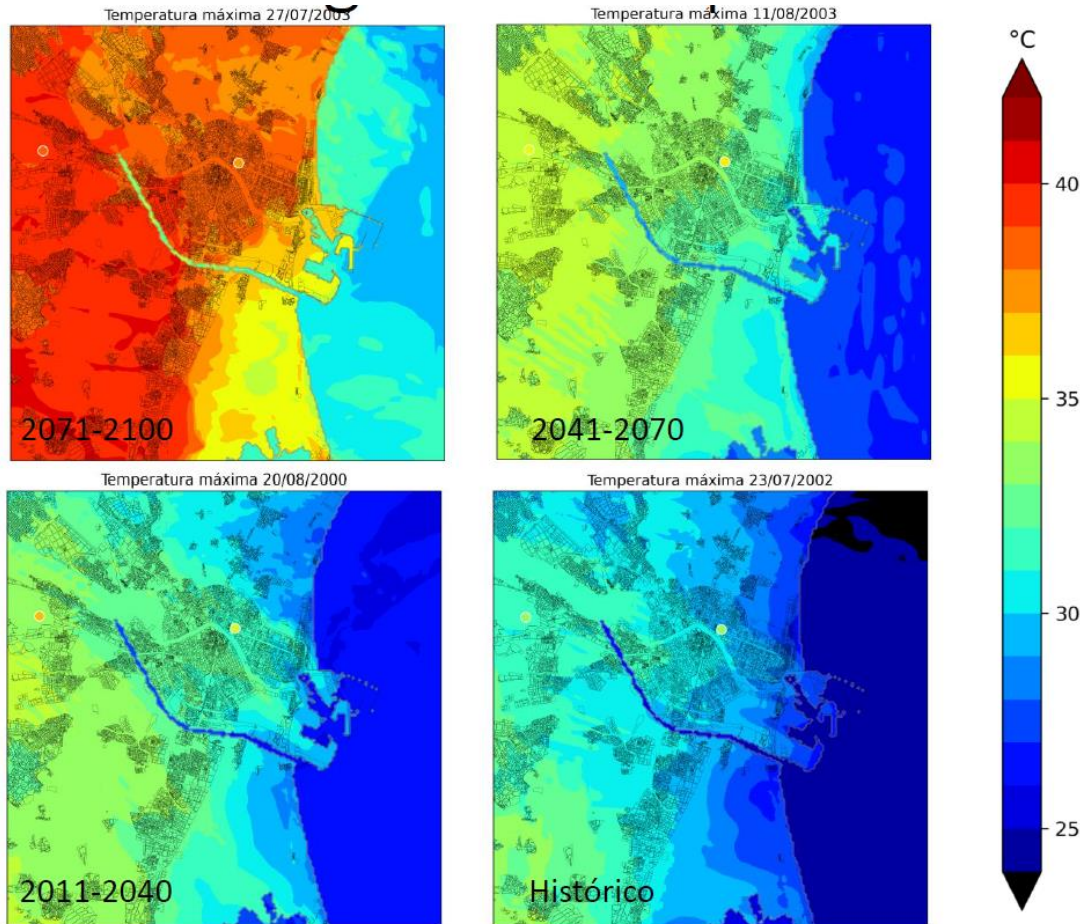 Temperatura máxima 27/07/2003
Temperatura máxima 11/08/2003
°C
40
35
30
25
2071-2100
2041-2070
Temperatura máxima 20/08/2000
Temperatura máxima 23/07/2002
2011-2040
Histórico